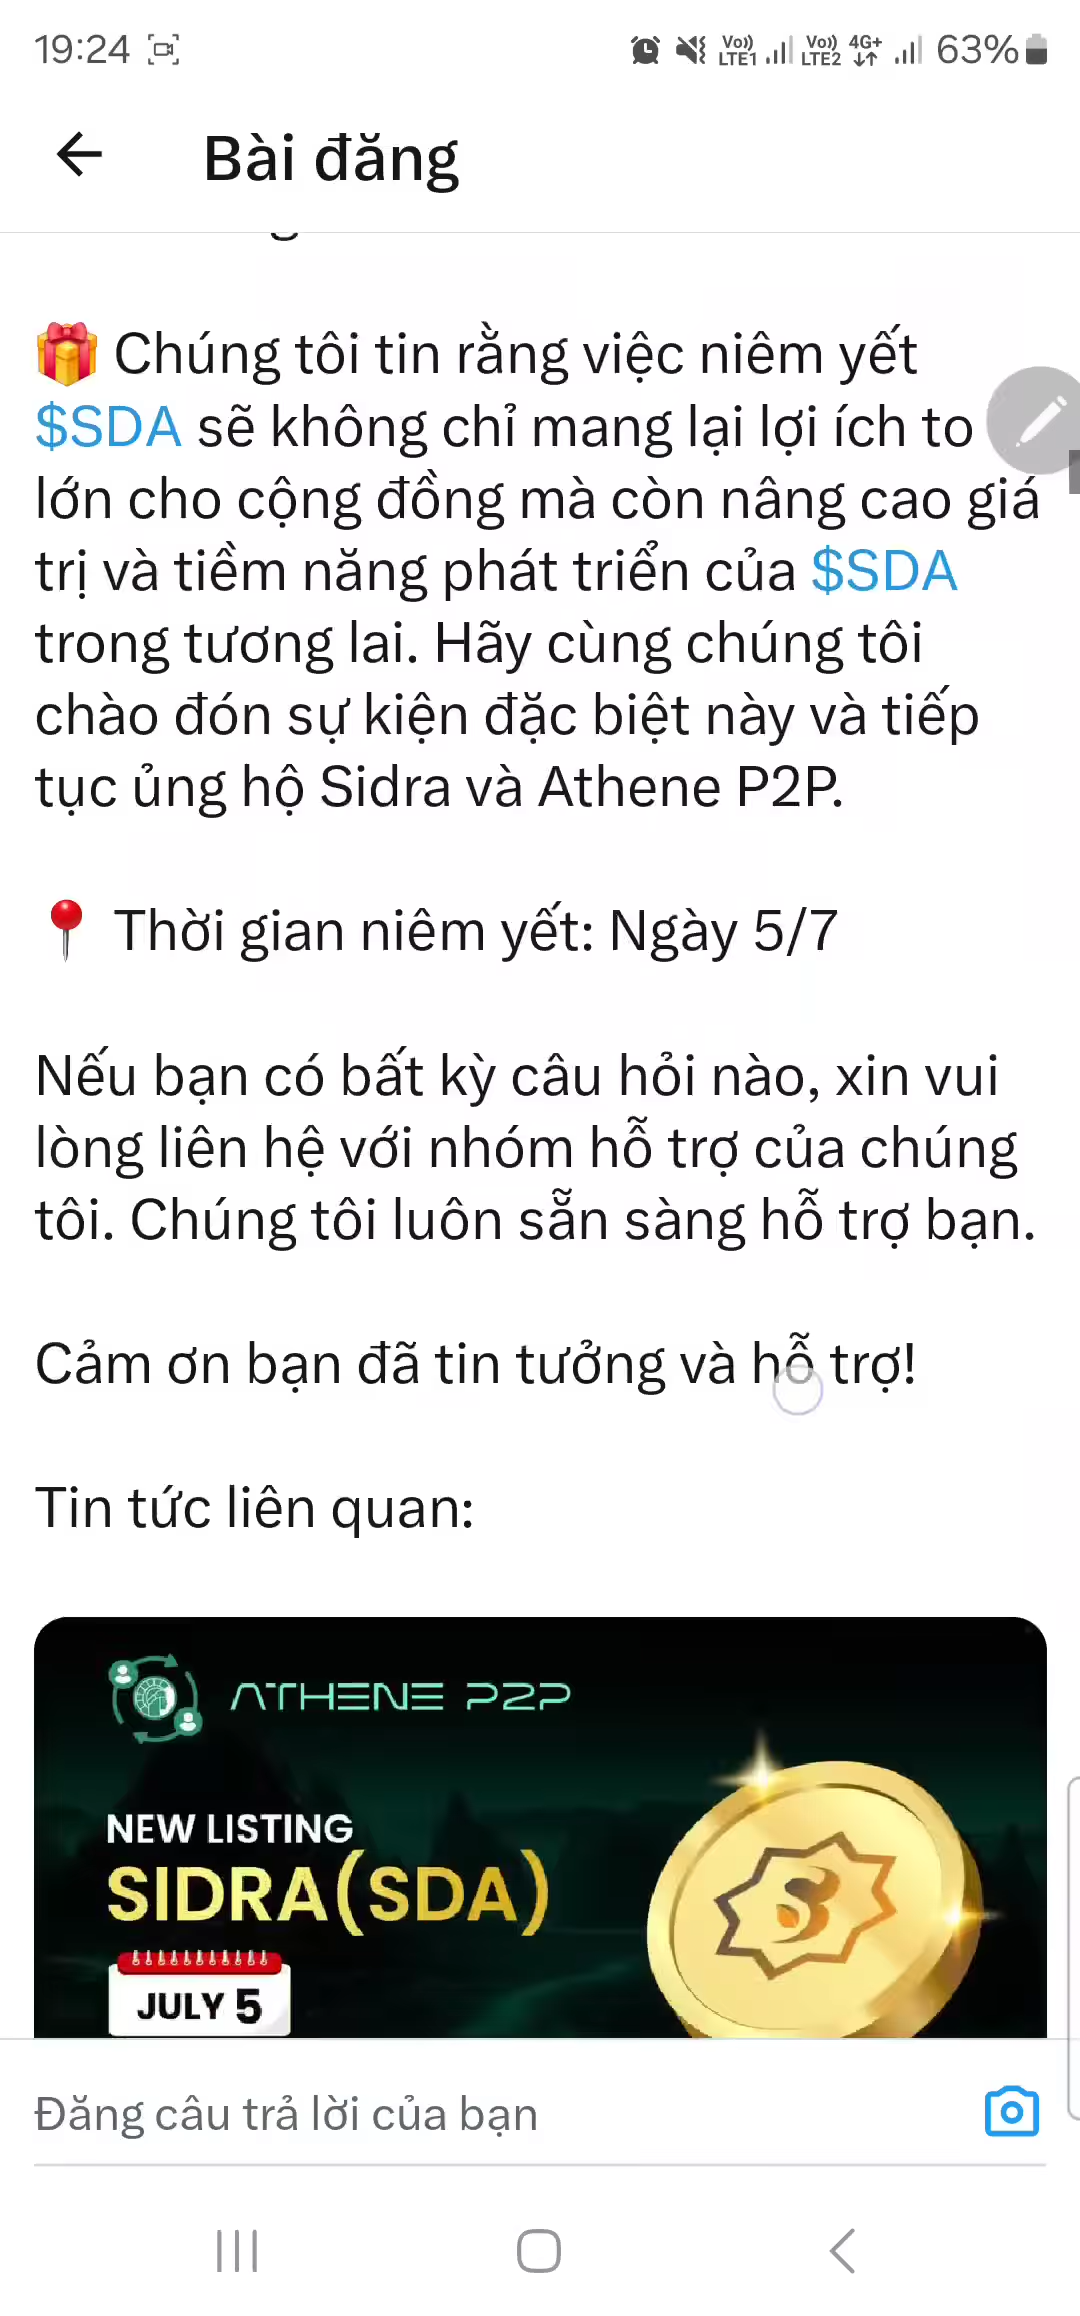 19:24
Vo)) LTE1 Vo)) LTE2 4G+ 63%
Bài đăng
🎁 Chúng tôi tin rằng việc niêm yết
$SDA sẽ không chỉ mang lại lợi ích to
lớn cho cộng đồng mà còn nâng cao giá
trị và tiềm năng phát triển của $SDA
trong tương lai. Hãy cùng chúng tôi
chào đón sự kiện đặc biệt này và tiếp
tục ủng hộ Sidra và Athene P2P.
📍 Thời gian niêm yết: Ngày 5/7
Nếu bạn có bất kỳ câu hỏi nào, xin vui
lòng liên hệ với nhóm hỗ trợ của chúng
tôi. Chúng tôi luôn sẵn sàng hỗ trợ bạn.
Cảm ơn bạn đã tin tưởng và hỗ trợ!
Tin tức liên quan:
ATHENE P2P
NEW LISTING
SIDRA(SDA)
JULY 5
Đăng câu trả lời của bạn